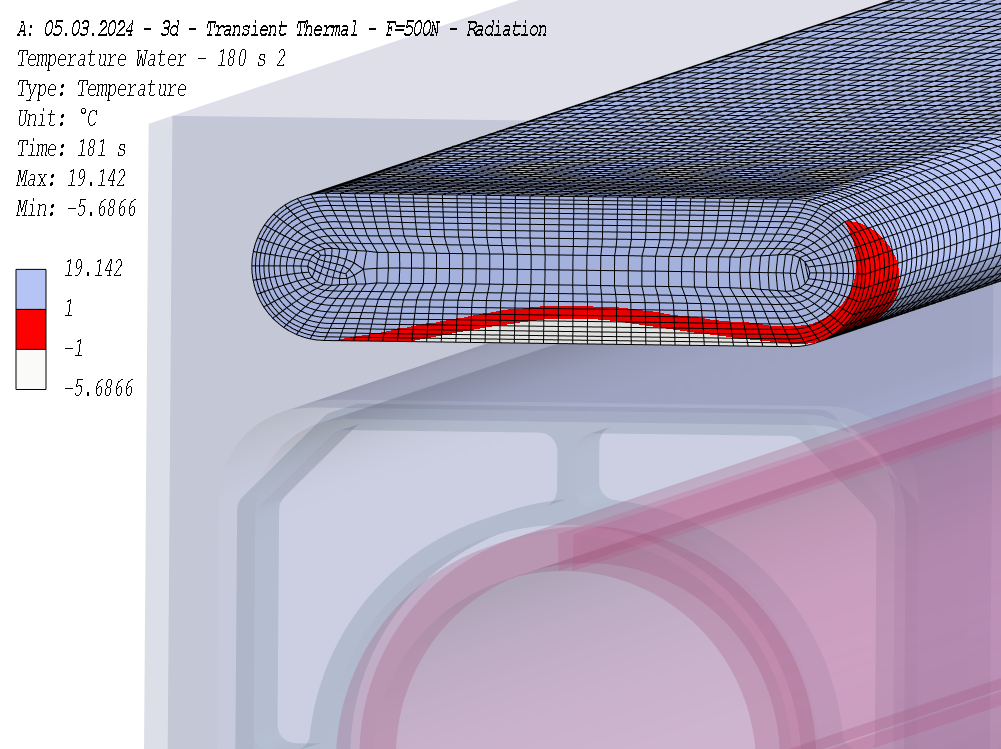 A: 05.03.2024 - 3d - Transient Thermal - F=500N - Radiation
Temperature Water - 180 s 2
Type: Temperature
Unit: °C
Time: 181 s
Max: 19.142
Min: -5.6866
19.142
1
-1
-5.6866